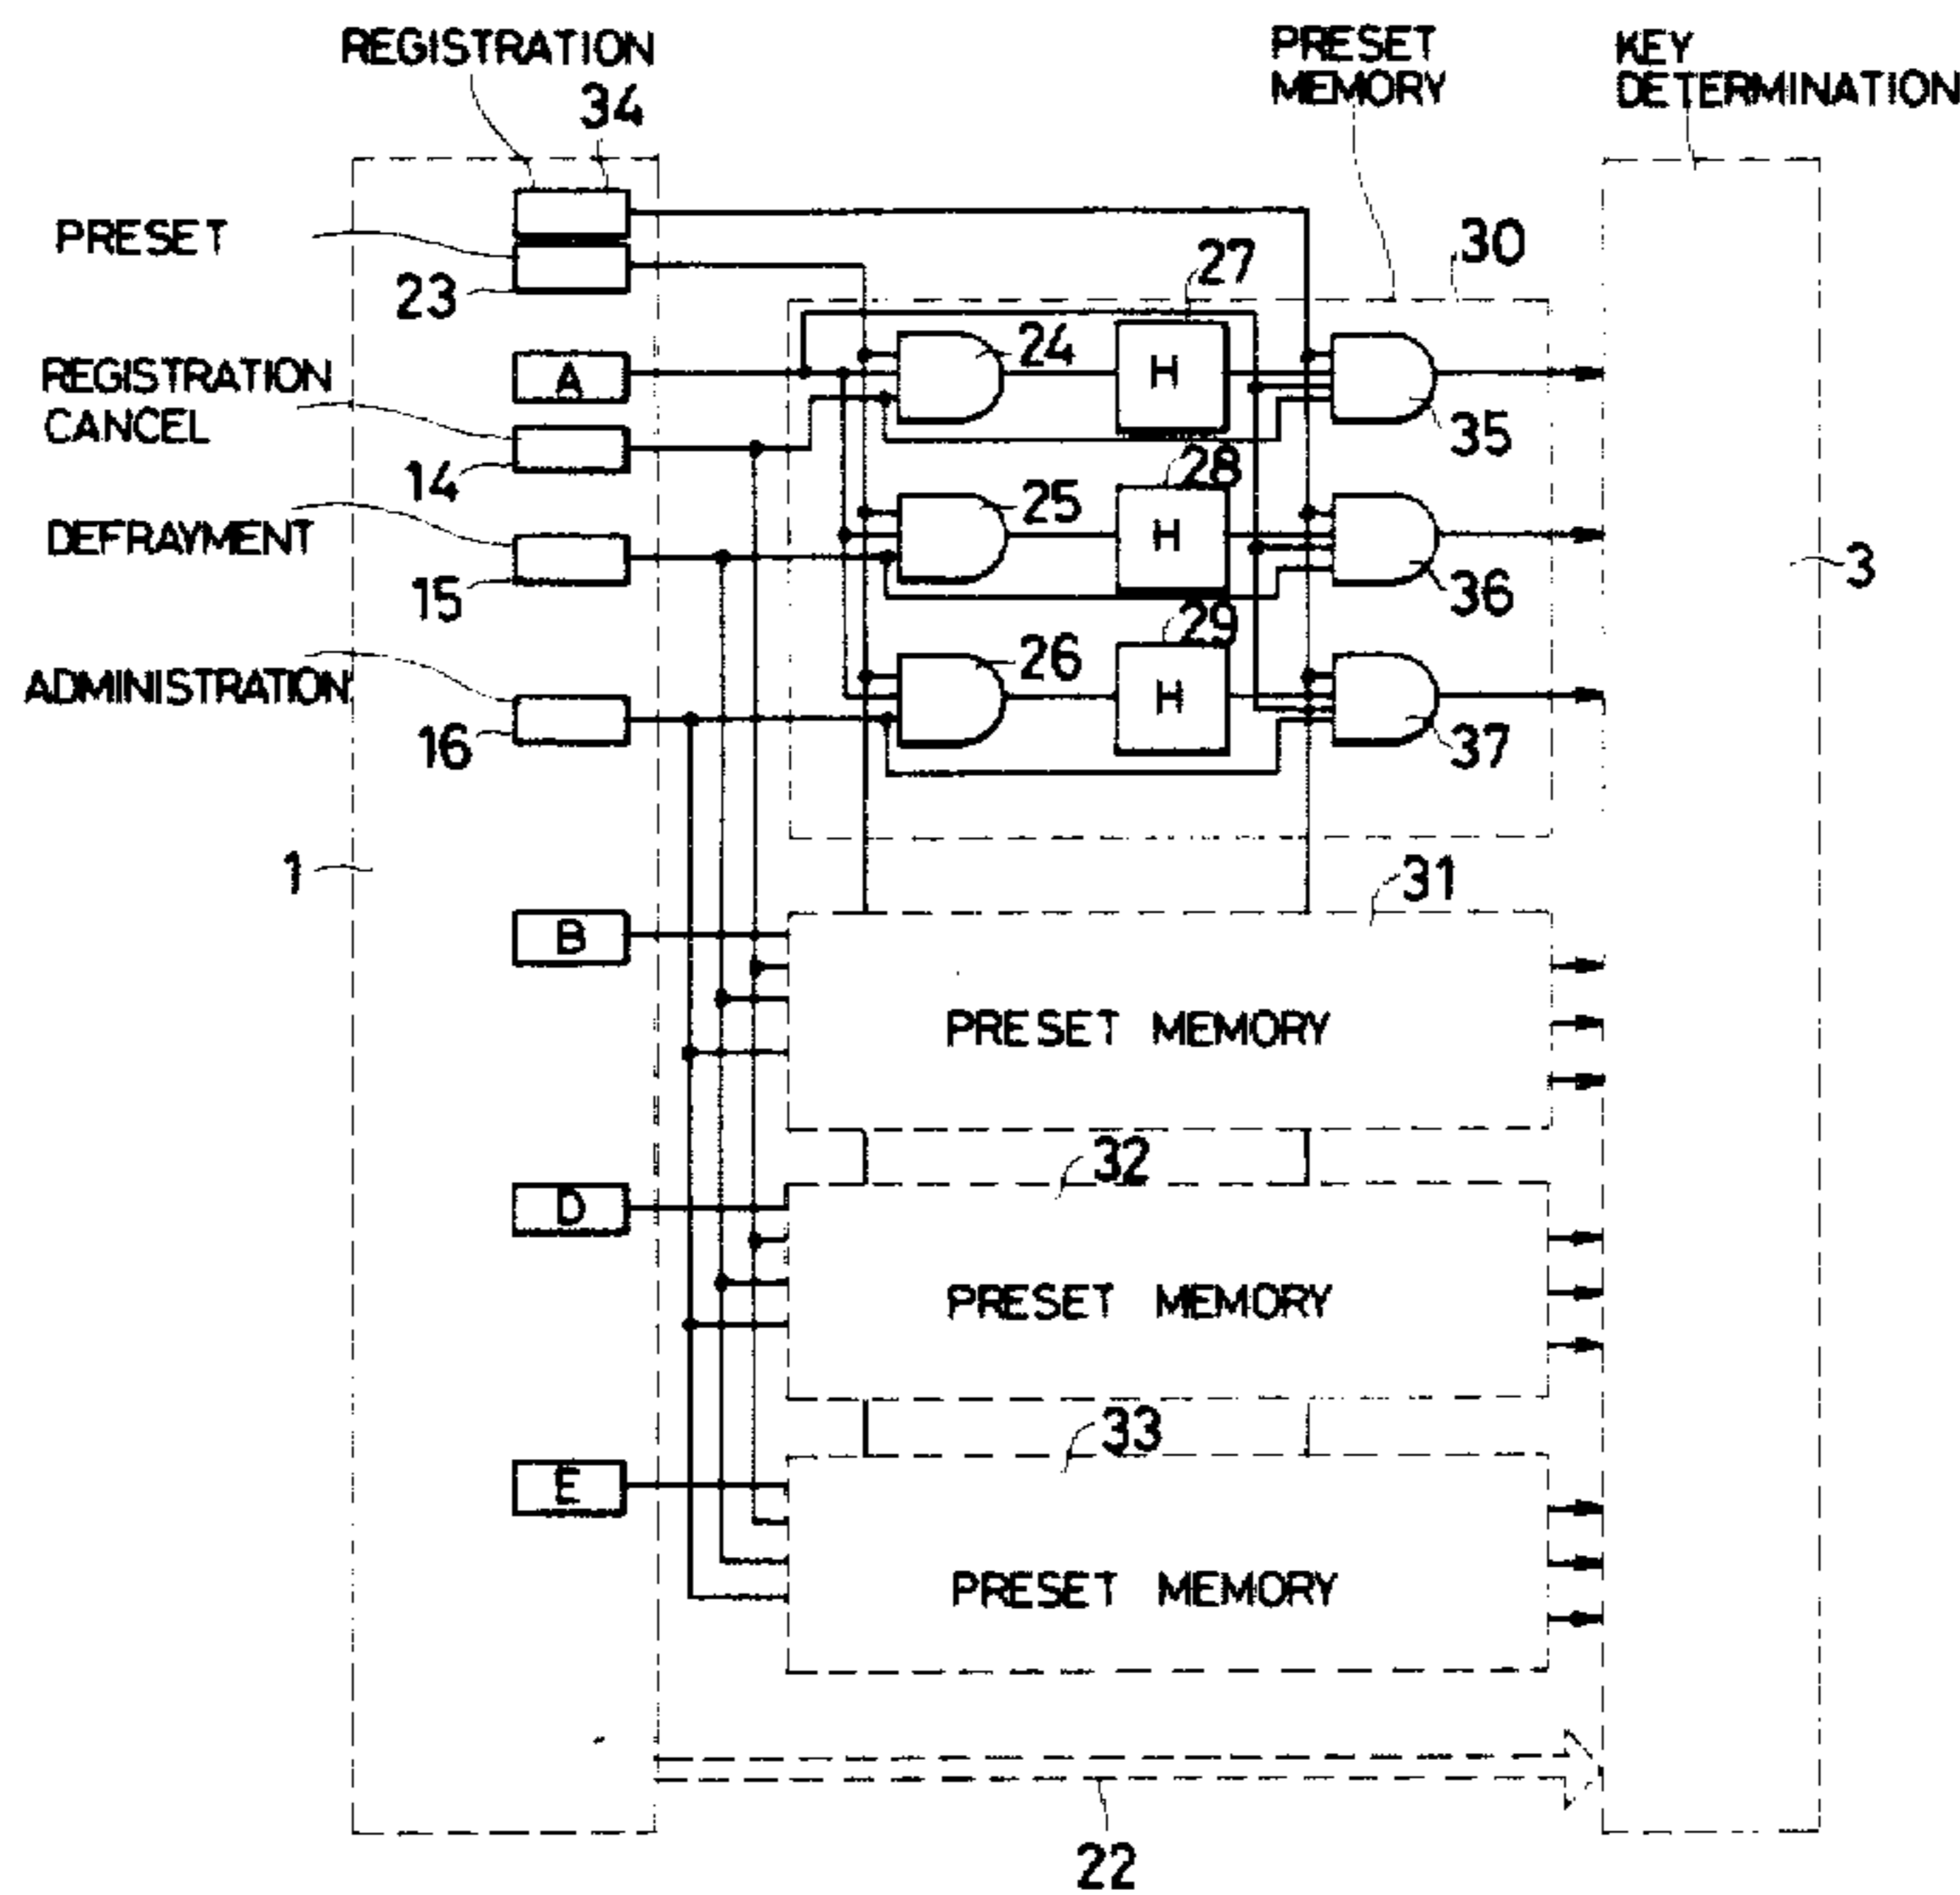 REGISTRATION
34
PRESET
MEMORY
KEY
DETERMINATION
PRESET
23
27
30
REGISTRATION
CANCEL
A
24
H
35
14
DEFRAYMENT
15
25
28
H
36
3
ADMINISTRATION
16
26
29
H
37
1
31
B
PRESET MEMORY
32
D
PRESET MEMORY
33
E
PRESET MEMORY
22